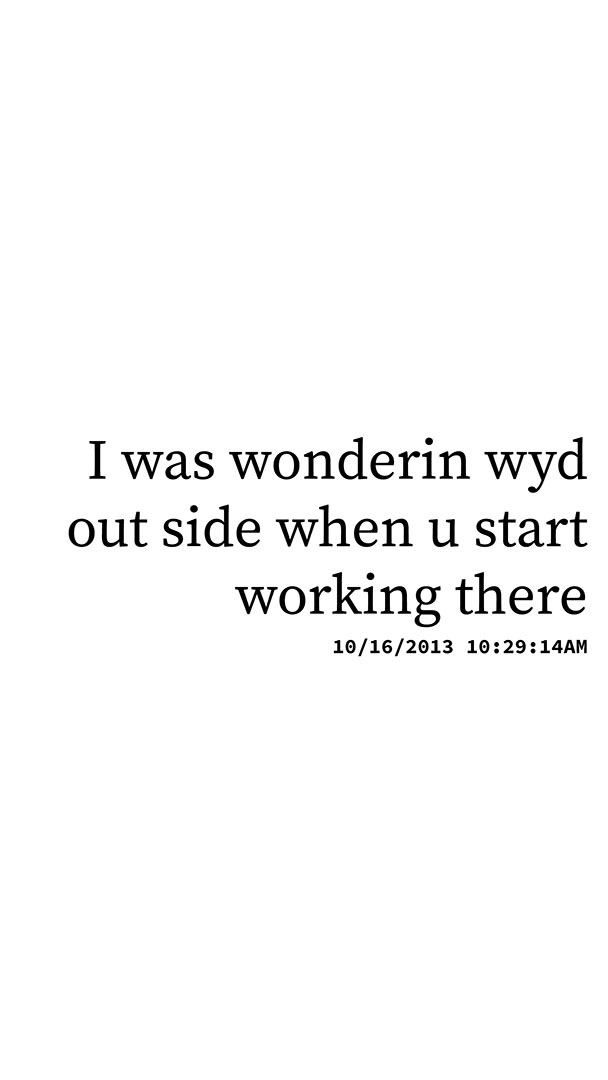 I was wonderin wyd
out side when u start
working there
10/16/2013 10:29:14AM